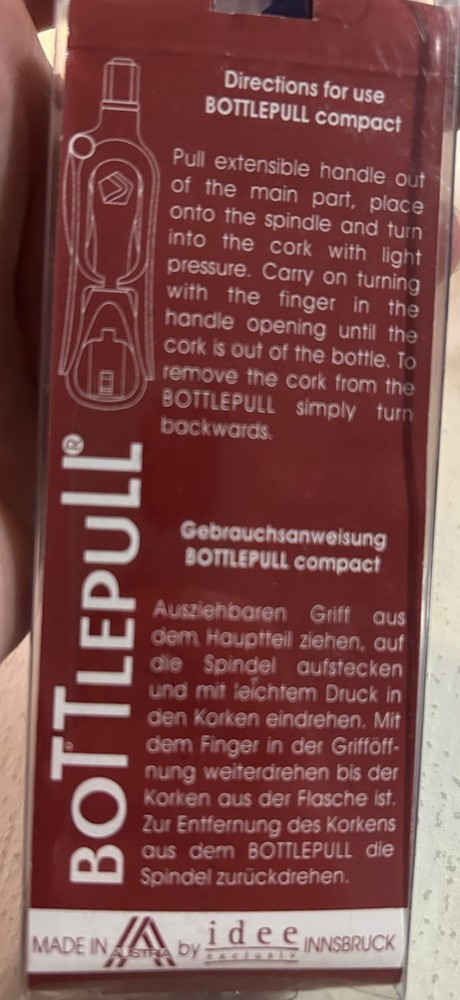 Directions for use
BOTTLEPULL compact
Pull extensible handle out
of the main part, place
onto the spindle and turn
into the cork with light
pressure. Carry on turning
with the finger in the
handle opening until the
cork is out of the bottle. To
remove the cork from the
BOTTLEPULL simply turn
backwards.
BOTTLEPULL®
Gebrauchsanweisung
BOTTLEPULL compact
Ausziehbaren Griff aus
dem Hauptteil ziehen, auf
die Spindel aufstecken
und mit leichtem Druck in
den Korken eindrehen. Mit
dem Finger in der Grifföff-
nung weiterdrehen bis der
Korken aus der Flasche ist.
Zur Entfernung des Korkens
aus dem BOTTLEPULL die
Spindel zurückdrehen.
MADE IN AUSTRIA by idee exclusiv INNSBRUCK